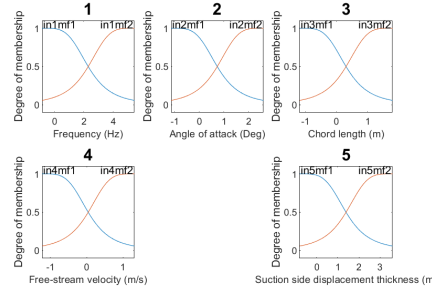 1
in1mf1 in1mf2
Degree of membership
1
0.5
0
0 2 4
Frequency (Hz)
2
in2mf1 in2mf2
Degree of membership
1
0.5
0
-1 0 1 2
Angle of attack (Deg)
3
in3mf1 in3mf2
Degree of membership
1
0.5
0
-1 0 1
Chord length (m)
4
in4mf1 in4mf2
Degree of membership
1
0.5
0
-1 0 1
Free-stream velocity (m/s)
5
in5mf1 in5mf2
Degree of membership
1
0.5
0
0 1 2 3
Suction side displacement thickness (m